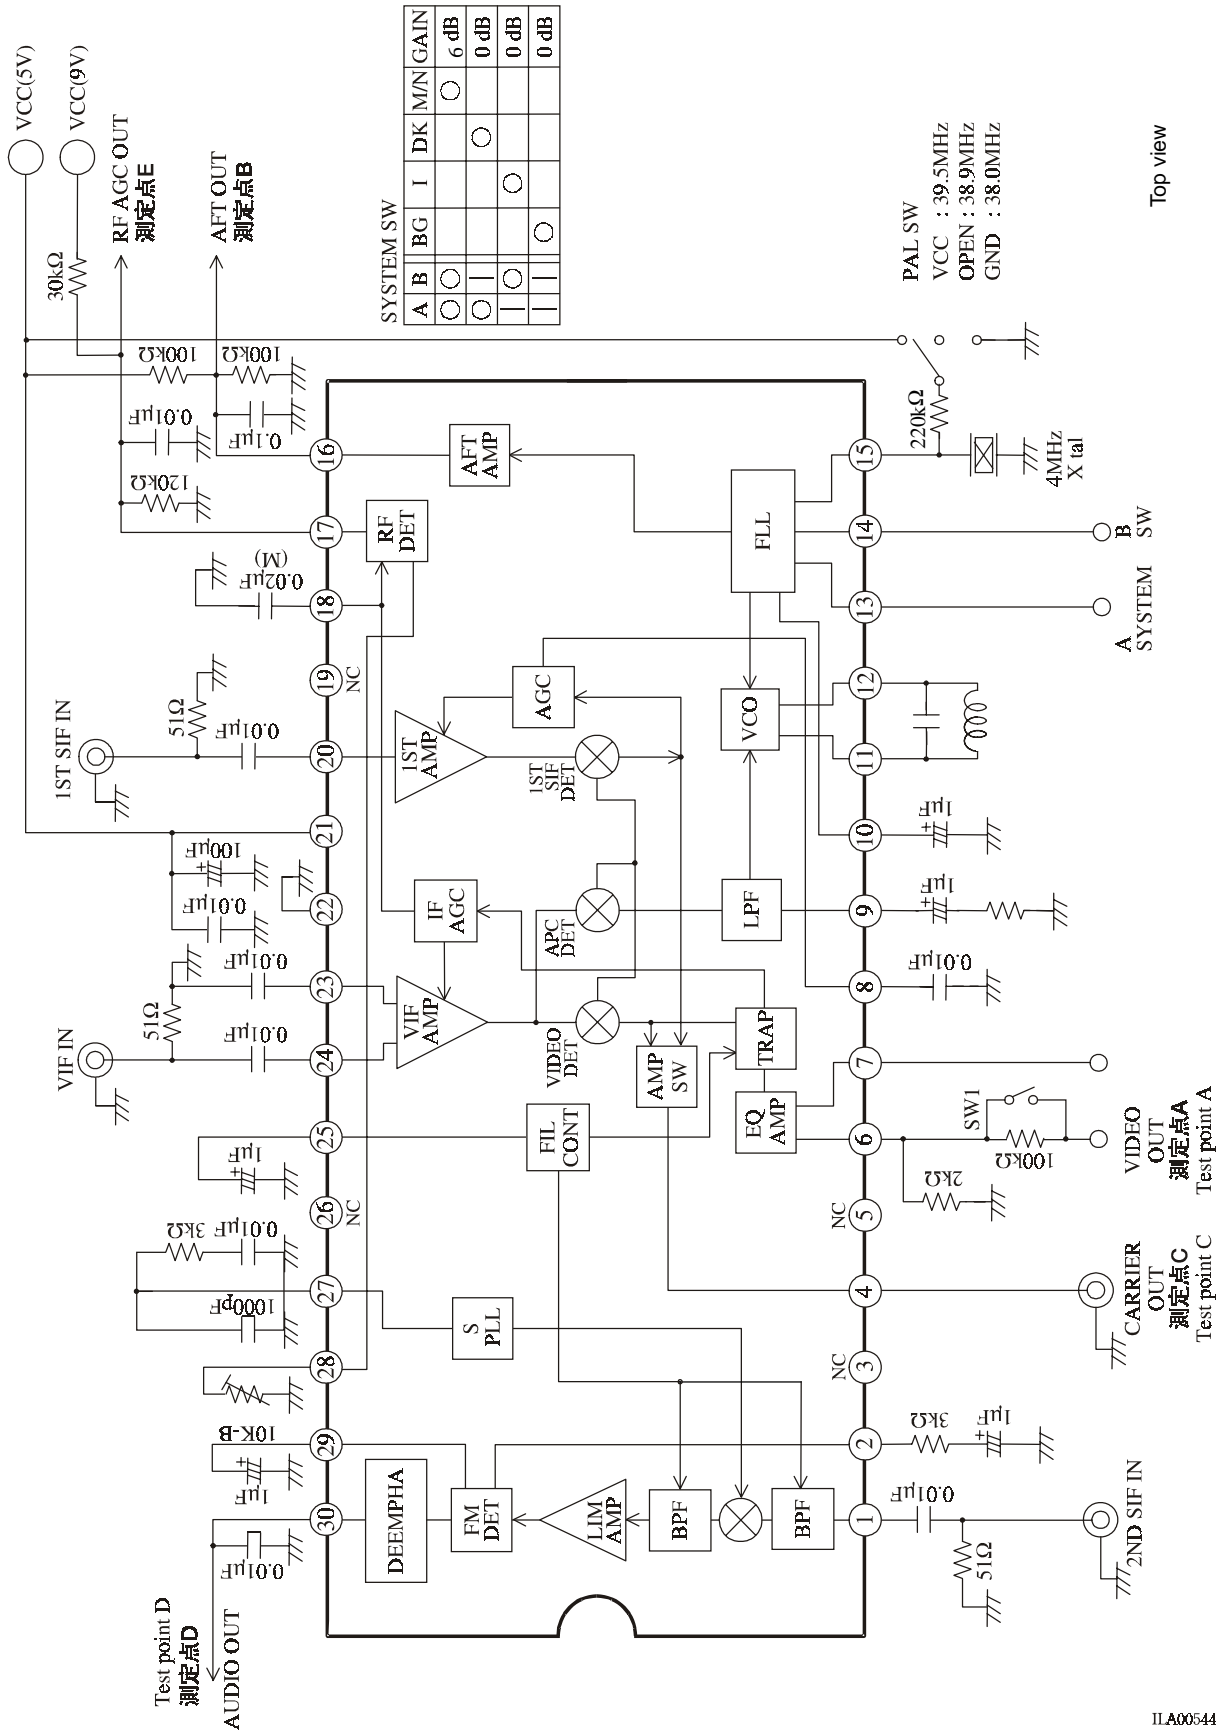 VCC(5V)
VCC(9V)
30kΩ
RF AGC OUT
測定点E
AFT OUT
測定点B
SYSTEM SW
A B BG I DK M/N GAIN
○ ○ ○ 6 dB
○ | ○ 0 dB
| ○ ○ 0 dB
| | ○ 0 dB
PAL SW
VCC : 39.5MHz
OPEN : 38.9MHz
GND : 38.0MHz
Top view
100kΩ
100kΩ
0.01μF
0.1μF
120kΩ
0.02μF
(M)
1ST SIF IN
51Ω
0.01μF
100μF
+
0.01μF
VIF IN
51Ω
0.01μF
0.01μF
1μF
+
3kΩ
0.01μF
1000pF
10K-B
1μF
+
0.01μF
Test point D
測定点D
AUDIO OUT
30
29
28
27
26
NC
25
24
23
22
21
20
19
NC
18
17
16
DEEMPHA
FM
DET
LIM
AMP
BPF
BPF
S
PLL
FIL
CONT
VIF
AMP
IF
AGC
1ST
AMP
AGC
RF
DET
AFT
AMP
VIDEO
DET
APC
DET
1ST
SIF
DET
AMP
SW
TRAP
EQ
AMP
LPF
VCO
FLL
1
2
3
NC
4
5
NC
6
7
8
9
10
11
12
13
14
15
0.01μF
51Ω
2ND SIF IN
3kΩ
1μF
+
CARRIER
OUT
測定点C
Test point C
2kΩ
100kΩ
SW1
VIDEO
OUT
測定点A
Test point A
0.01μF
1μF
+
1μF
+
A
SYSTEM
B
SW
220kΩ
4MHz
X tal
ILA00544